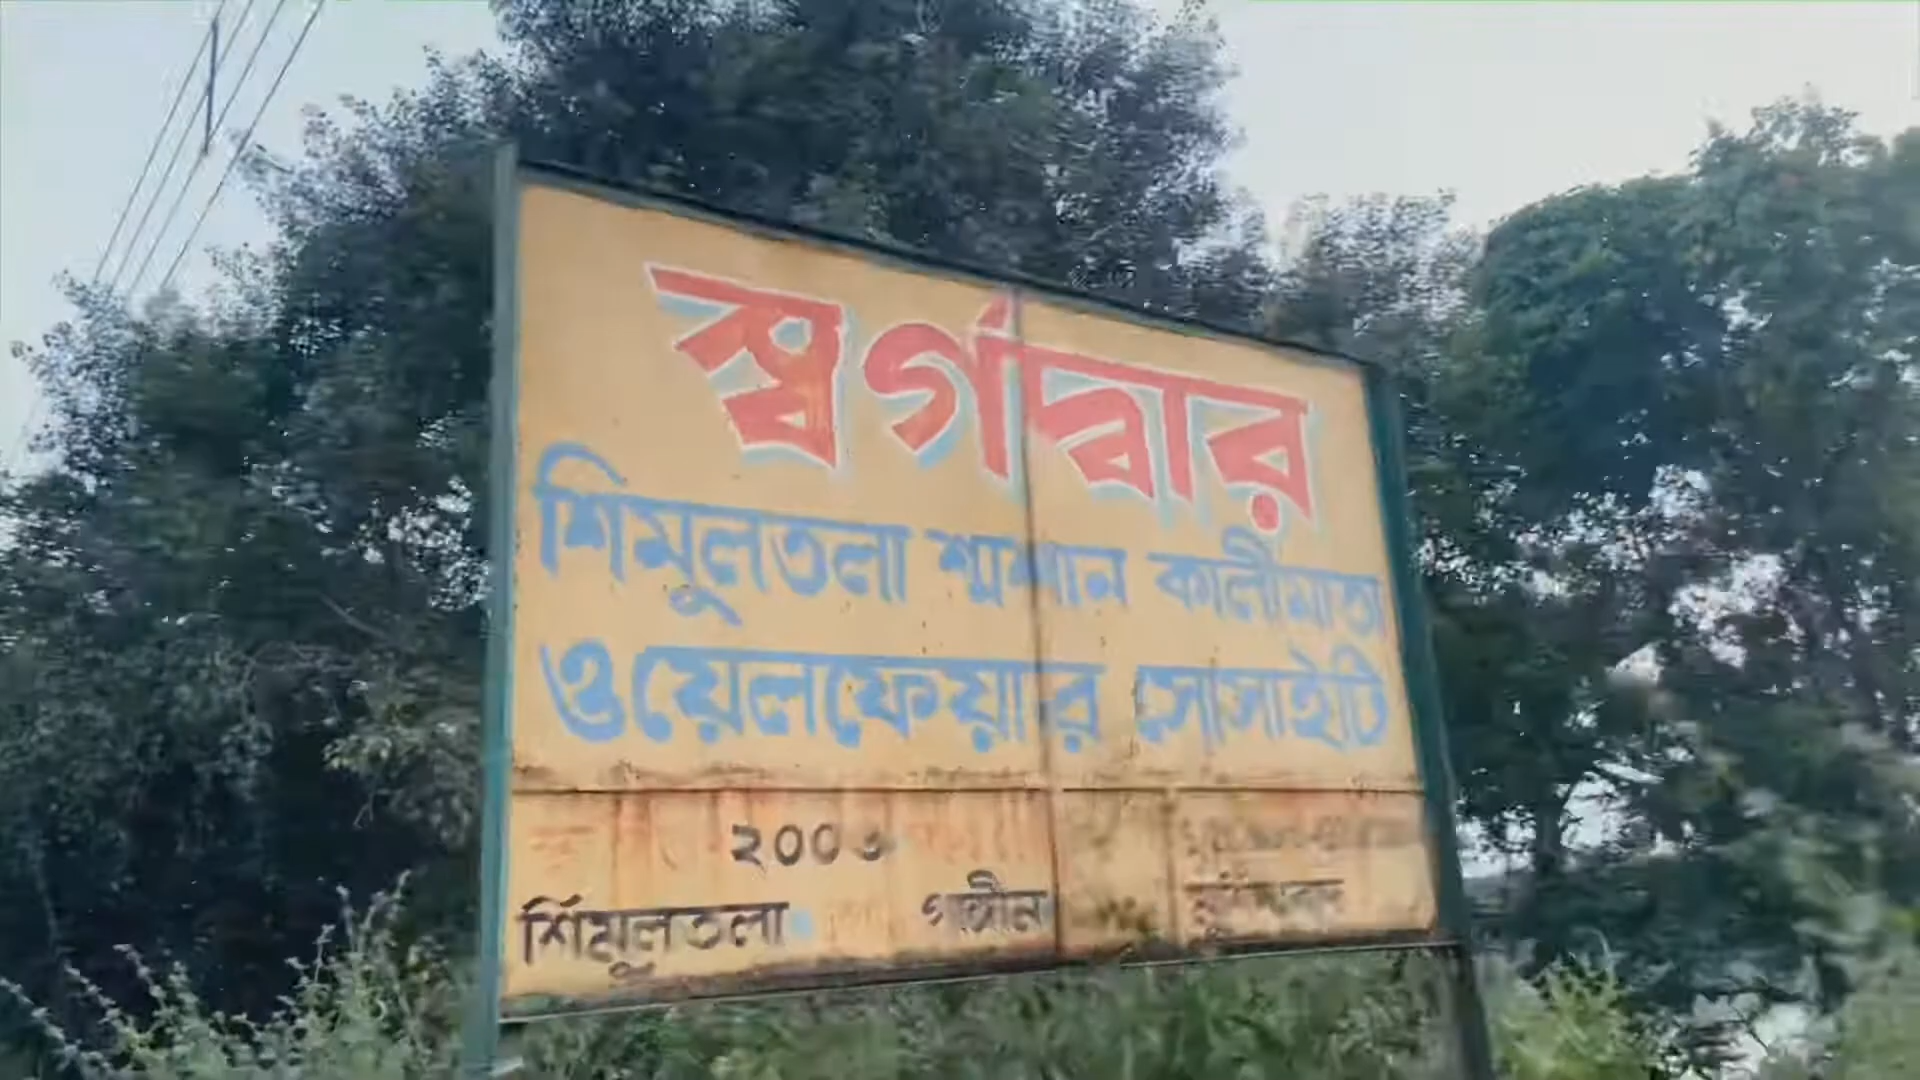 স্বর্গদ্বার
শিমুলতলা শ্মশান কালীমাতা
ওয়েলফেয়ার সোসাইটি
শিমুলতলা